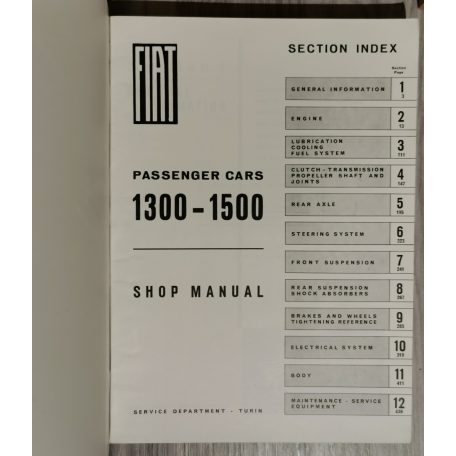 FIAT
PASSENGER CARS
1300-1500
SHOP MANUAL
SERVICE DEPARTMENT - TURIN
SECTION INDEX
Section
Page
GENERAL INFORMATION 1
3
ENGINE 2
13
LUBRICATION
COOLING
FUEL SYSTEM 3
111
CLUTCH - TRANSMISSION
PROPELLER SHAFT AND
JOINTS 4
147
REAR AXLE 5
195
STEERING SYSTEM 6
223
FRONT SUSPENSION 7
241
REAR SUSPENSION
SHOCK ABSORBERS 8
267
BRAKES AND WHEELS
TIGHTENING REFERENCE 9
285
ELECTRICAL SYSTEM 10
BODY 11
411
MAINTENANCE - SERVICE
EQUIPMENT 12